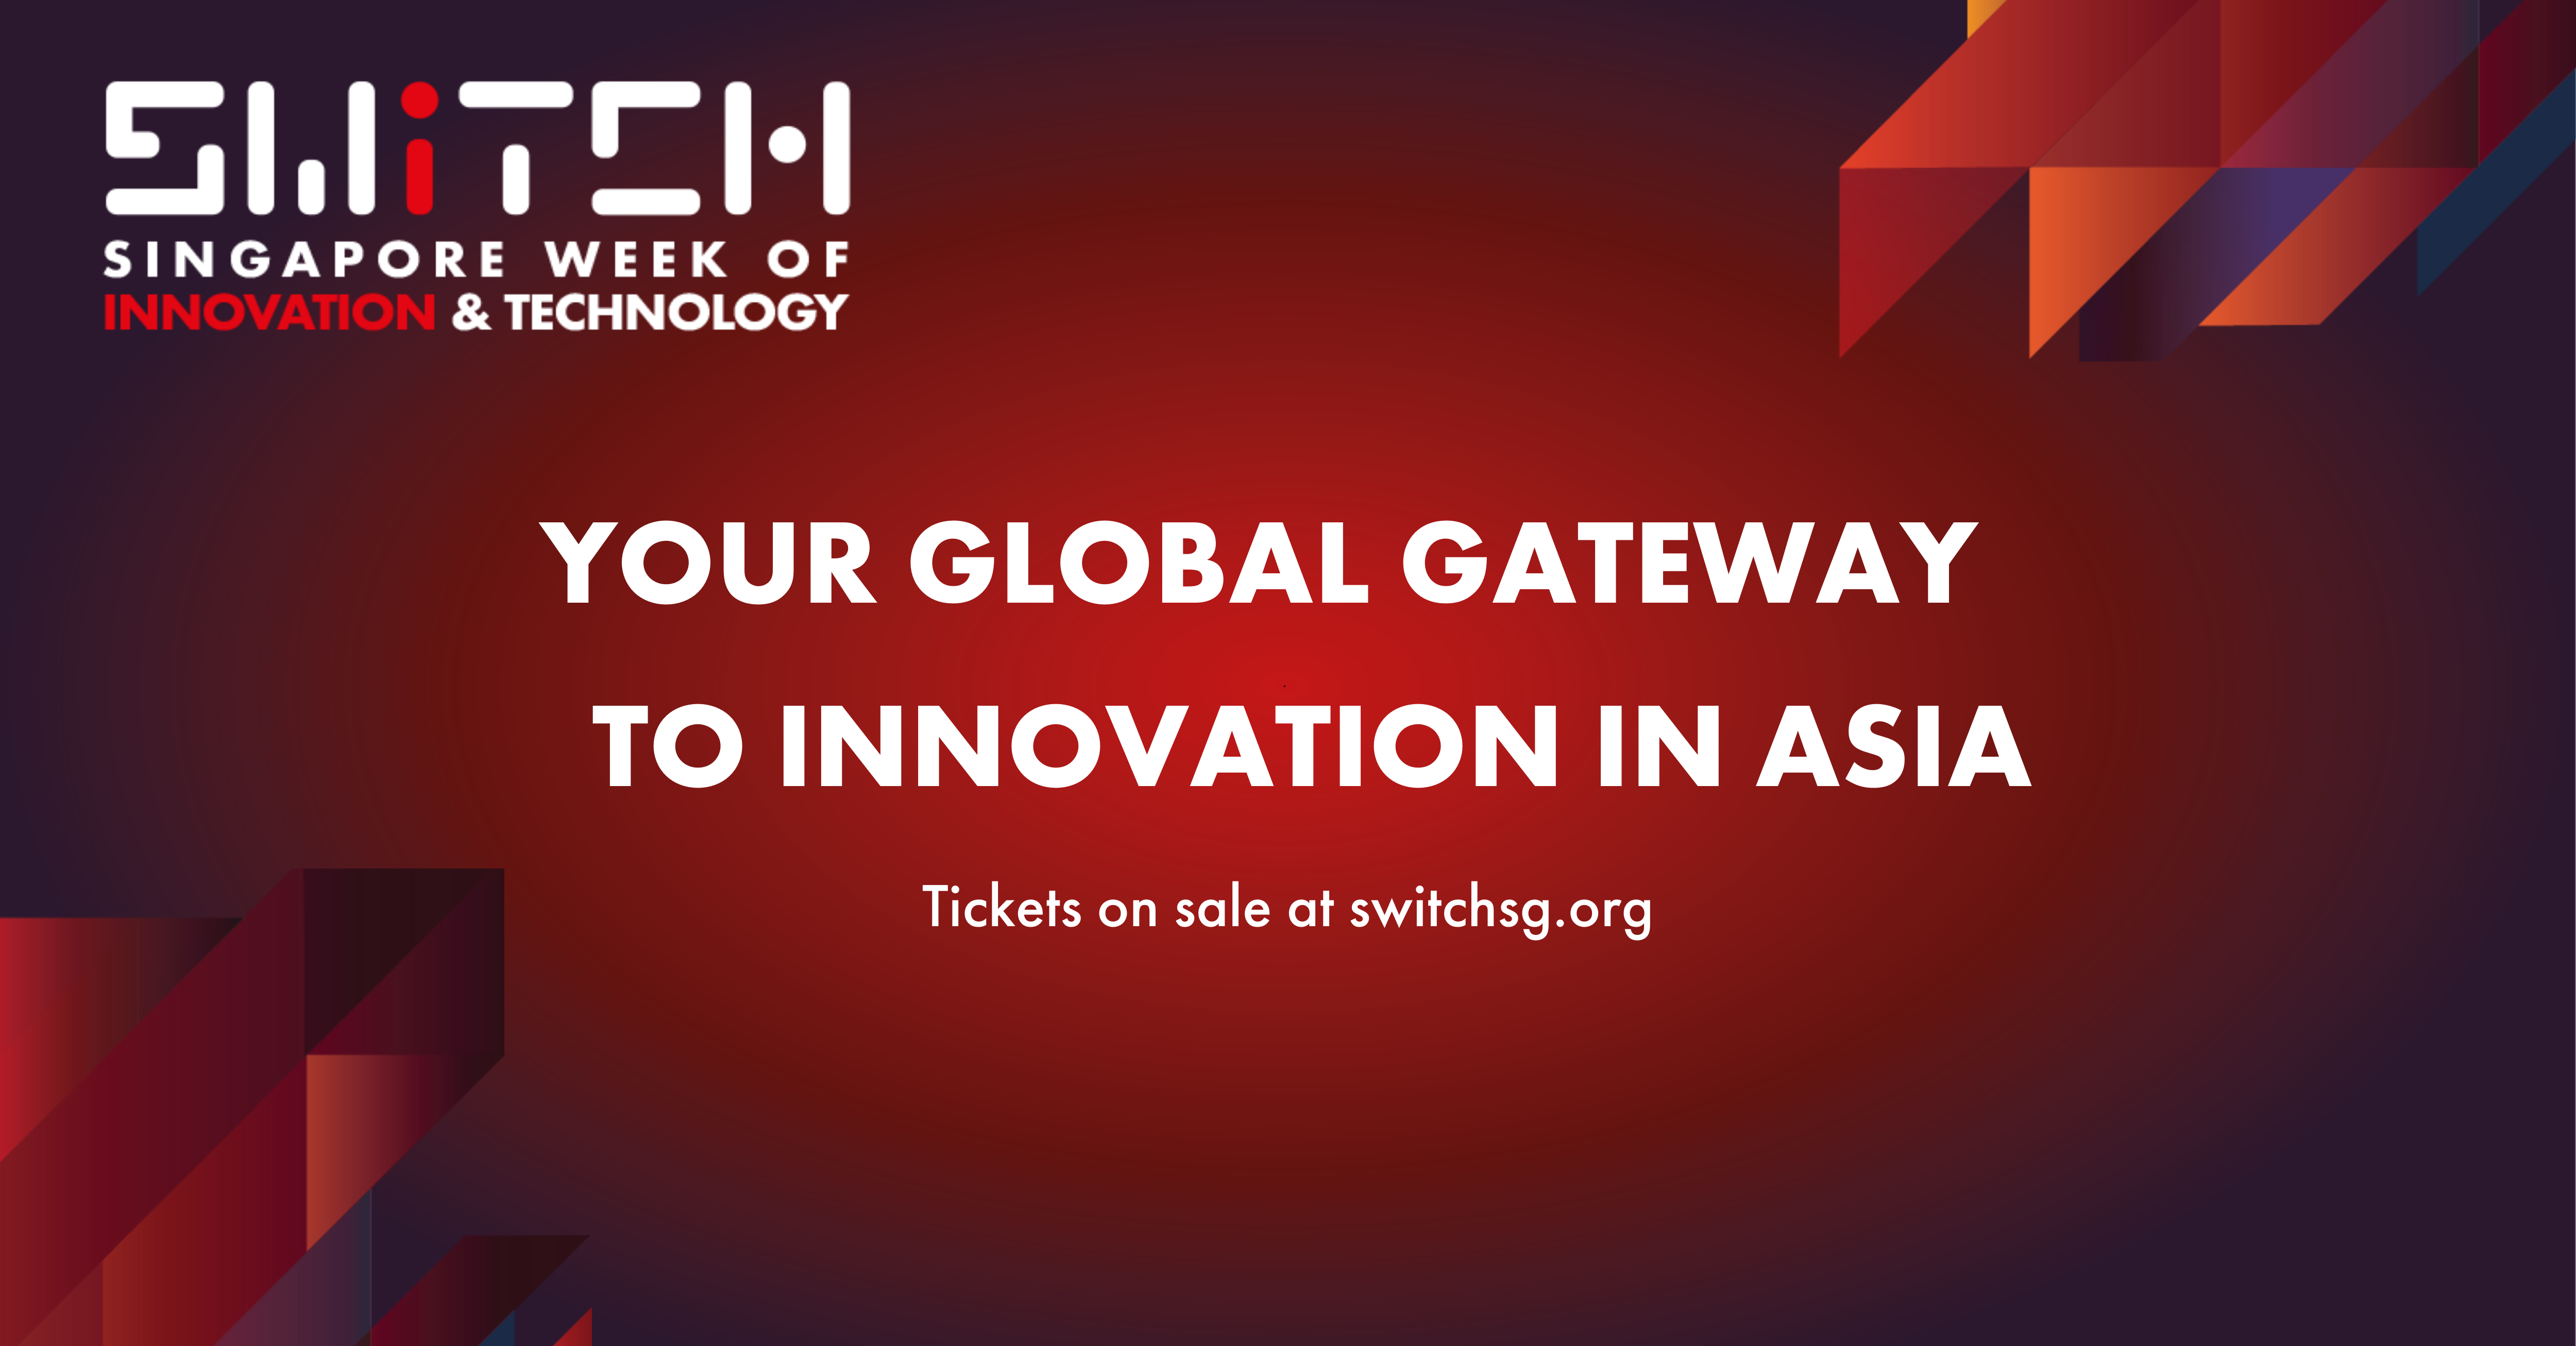 SWiTCH
SINGAPORE WEEK OF
INNOVATION & TECHNOLOGY
YOUR GLOBAL GATEWAY
TO INNOVATION IN ASIA
Tickets on sale at switchsg.org